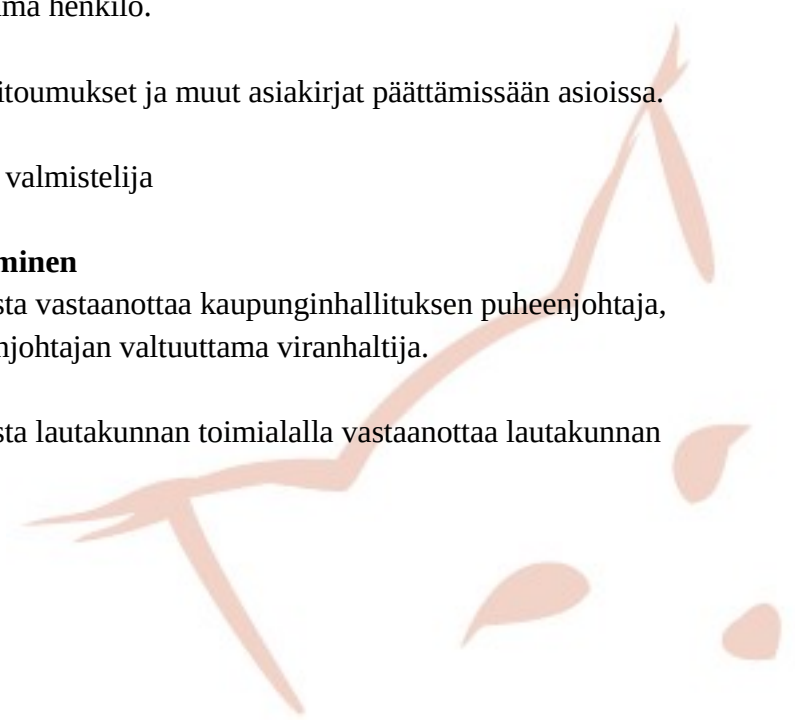 ma henkilö.
itoumukset ja muut asiakirjat päättämissään asioissa.
valmistelija
minen
sta vastaanottaa kaupunginhallituksen puheenjohtaja,
njohtajan valtuuttama viranhaltija.
sta lautakunnan toimialalla vastaanottaa lautakunnan